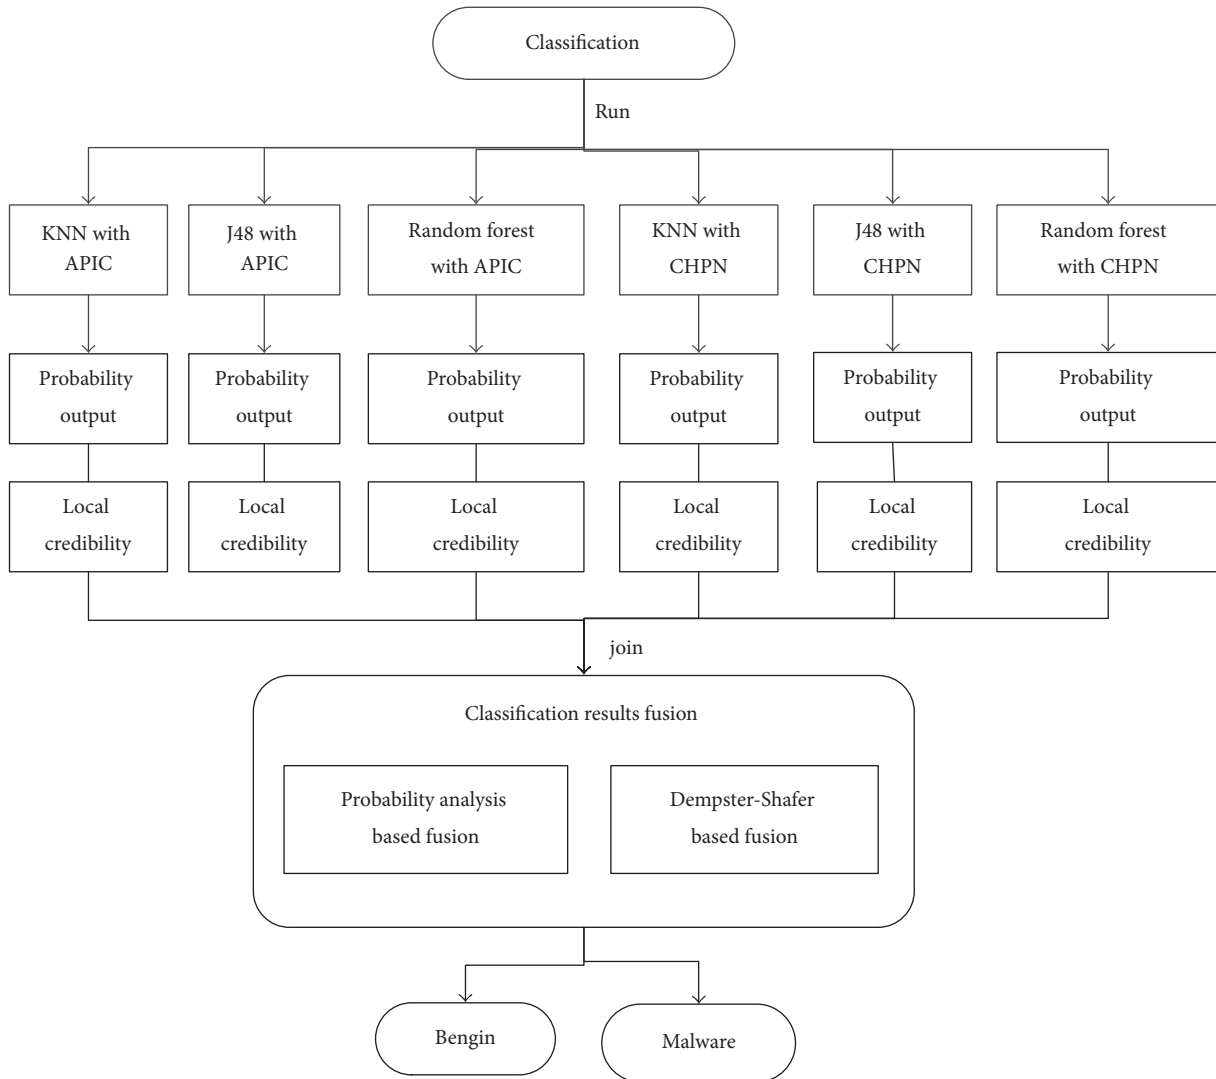 Classification
Run
KNN with
APIC
J48 with
APIC
Random forest
with APIC
KNN with
CHPN
J48 with
CHPN
Random forest
with CHPN
Probability
output
Probability
output
Probability
output
Probability
output
Probability
output
Probability
output
Local
credibility
Local
credibility
Local
credibility
Local
credibility
Local
credibility
Local
credibility
join
Classification results fusion
Probability analysis
based fusion
Dempster-Shafer
based fusion
Bengin
Malware